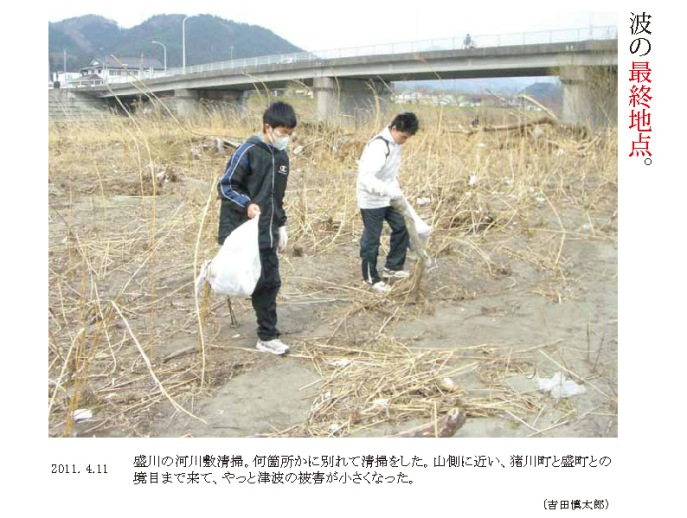 波の最終地点。
2011. 4.11
盛川の河川敷清掃。何箇所かに別れて清掃をした。山側に近い、猪川町と盛町との
境目まで来て、やっと津波の被害が小さくなった。
(吉田慎太郎)